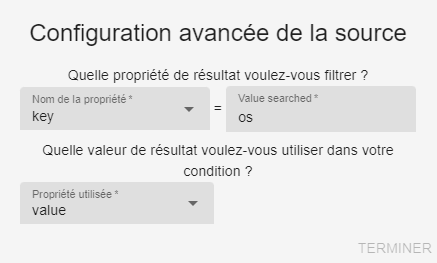 Configuration avancée de la source
Quelle propriété de résultat voulez-vous filtrer ?
Nom de la propriété *
key
=
Value searched *
os
Quelle valeur de résultat voulez-vous utiliser dans votre
condition ?
Propriété utilisée *
value
TERMINER